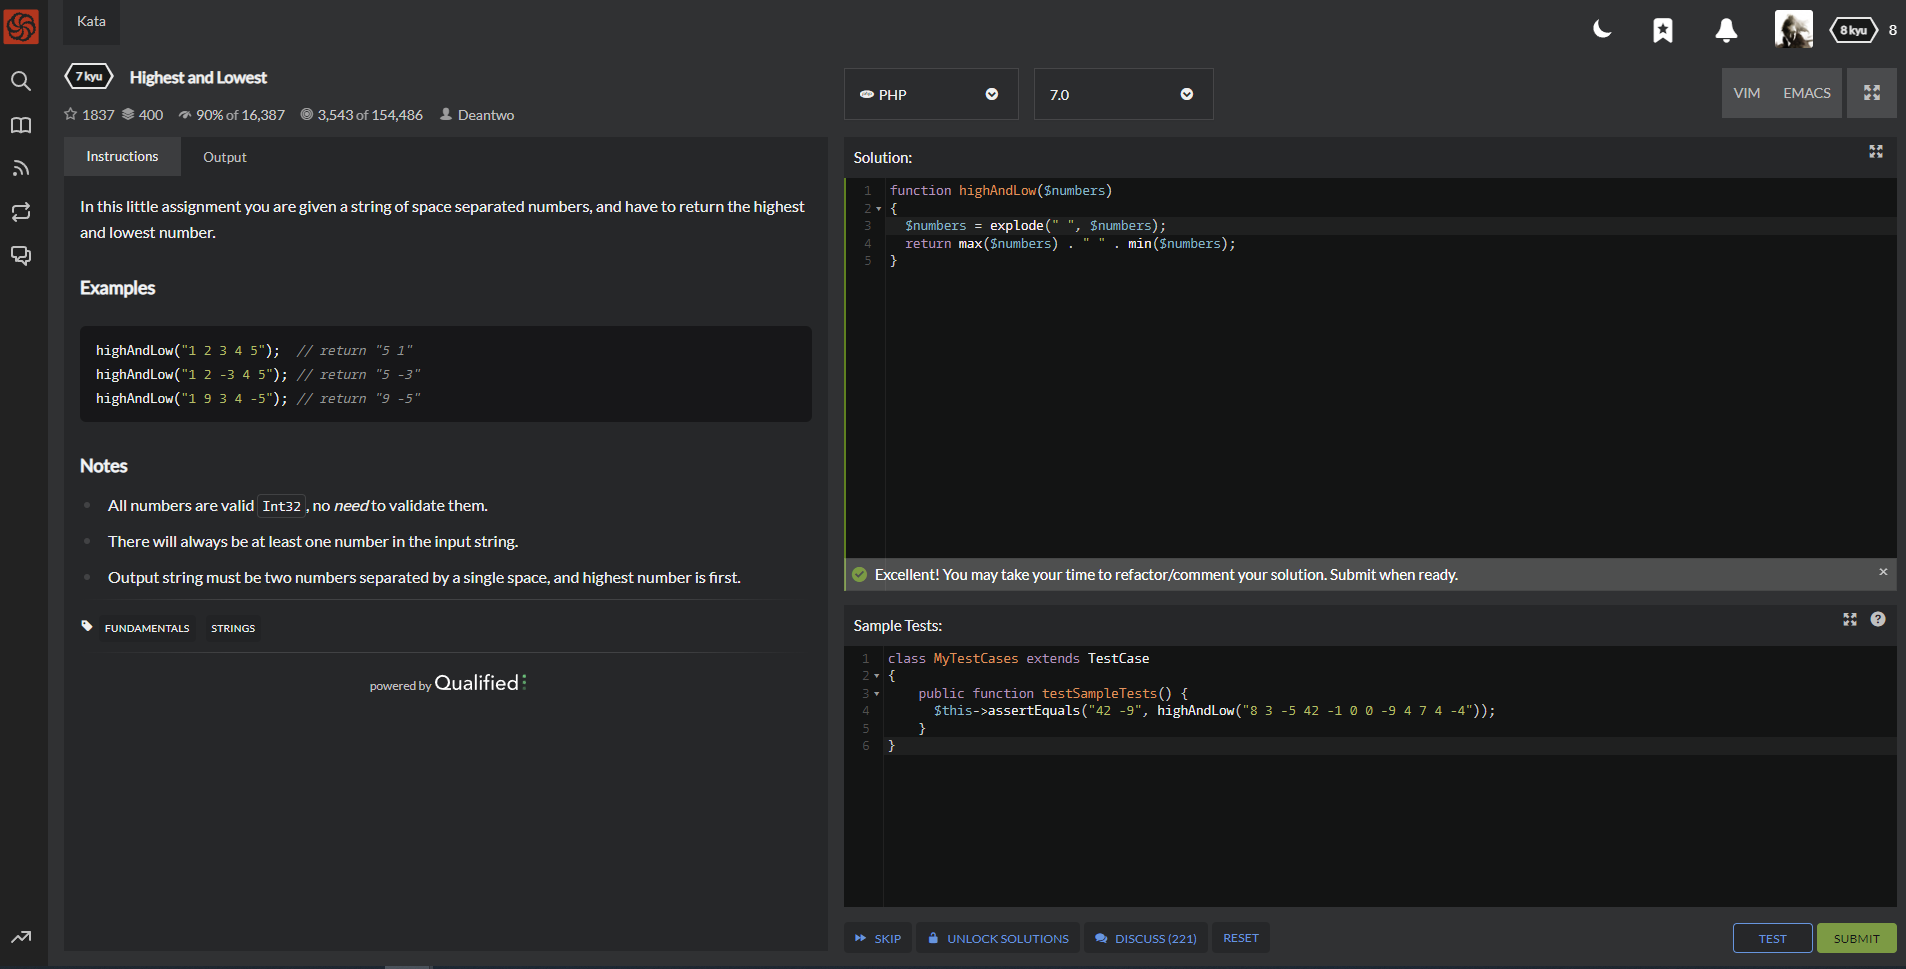 Kata
8 kyu 8
7 kyu Highest and Lowest
1837 400 90% of 16,387 3,543 of 154,486 Deantwo
PHP
7.0
VIM EMACS
Instructions Output
In this little assignment you are given a string of space separated numbers, and have to return the highest
and lowest number.
Examples
highAndLow("1 2 3 4 5");  // return "5 1"
highAndLow("1 2 -3 4 5"); // return "5 -3"
highAndLow("1 9 3 4 -5"); // return "9 -5"
Notes
All numbers are valid Int32, no need to validate them.
There will always be at least one number in the input string.
Output string must be two numbers separated by a single space, and highest number is first.
FUNDAMENTALS STRINGS
powered by Qualified
Solution:
1 function highAndLow($numbers)
2 {
3   $numbers = explode(" ", $numbers);
4   return max($numbers) . " " . min($numbers);
5 }
Excellent! You may take your time to refactor/comment your solution. Submit when ready. ×
Sample Tests:
1 class MyTestCases extends TestCase
2 {
3     public function testSampleTests() {
4       $this->assertEquals("42 -9", highAndLow("8 3 -5 42 -1 0 0 -9 4 7 4 -4"));
5     }
6 }
SKIP UNLOCK SOLUTIONS DISCUSS (221) RESET
TEST SUBMIT